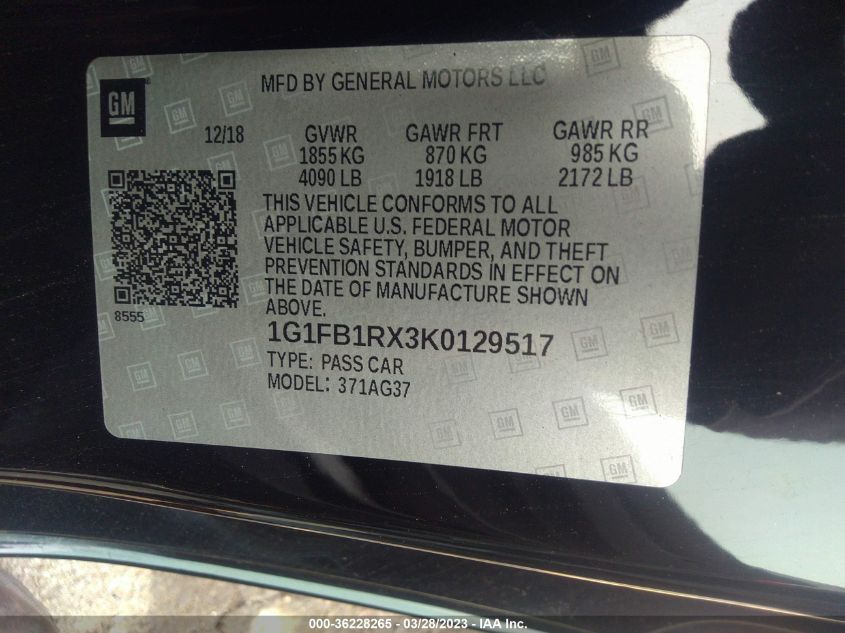 MFD BY GENERAL MOTORS LLC
GM
12/18 GVWR GAWR FRT GAWR RR
1855 KG 870 KG 985 KG
4090 LB 1918 LB 2172 LB
THIS VEHICLE CONFORMS TO ALL
APPLICABLE U.S. FEDERAL MOTOR
VEHICLE SAFETY, BUMPER, AND THEFT
PREVENTION STANDARDS IN EFFECT ON
THE DATE OF MANUFACTURE SHOWN
ABOVE.
8555
1G1FB1RX3K0129517
TYPE: PASS CAR
MODEL: 371AG37
000-36228265 - 03/28/2023 - IAA Inc.